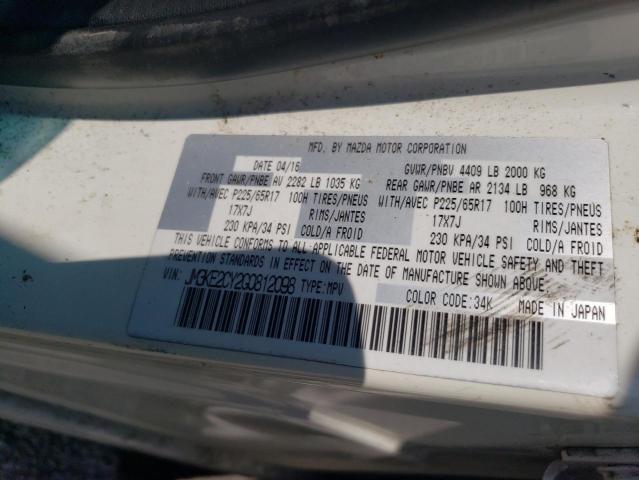 MFD. BY MAZDA MOTOR CORPORATION
DATE 04/16 GVWR/PNBV 4409 LB 2000 KG
FRONT GAWR/PNBE AV 2282 LB 1035 KG REAR GAWR/PNBE AR 2134 LB 968 KG
WITH/AVEC P225/65R17 100H TIRES/PNEUS WITH/AVEC P225/65R17 100H TIRES/PNEUS
17X7J RIMS/JANTES 17X7J RIMS/JANTES
230 KPA/34 PSI COLD/A FROID 230 KPA/34 PSI COLD/A FROID
THIS VEHICLE CONFORMS TO ALL APPLICABLE FEDERAL MOTOR VEHICLE SAFETY AND THEFT
PREVENTION STANDARDS IN EFFECT ON THE DATE OF MANUFACTURE SHOWN ABOVE.
VIN: JM3KE2CY2G0812098 TYPE: MPV COLOR CODE: 34K MADE IN JAPAN